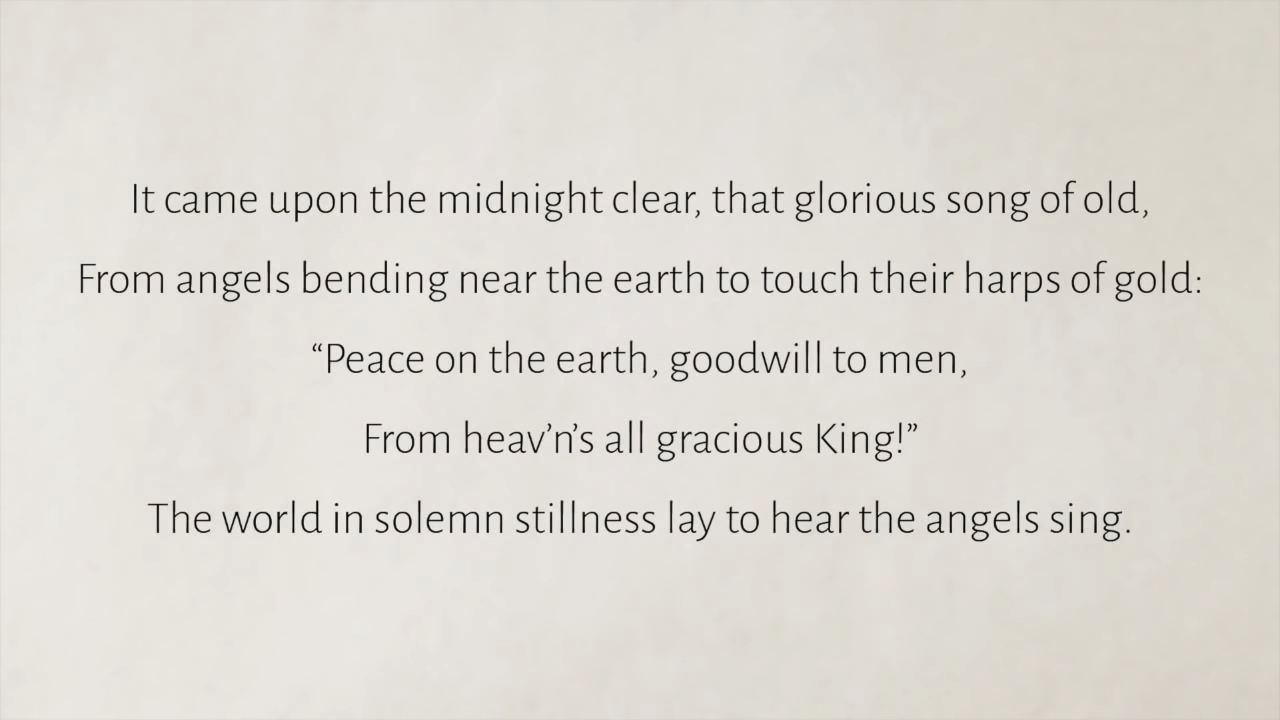 It came upon the midnight clear, that glorious song of old,
From angels bending near the earth to touch their harps of gold:
“Peace on the earth, goodwill to men,
From heav’n’s all gracious King!”
The world in solemn stillness lay to hear the angels sing.